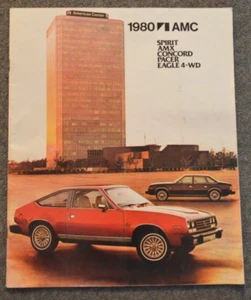 1980 AMC
SPIRIT
AMX
CONCORD
PACER
EAGLE 4-WD
American Center